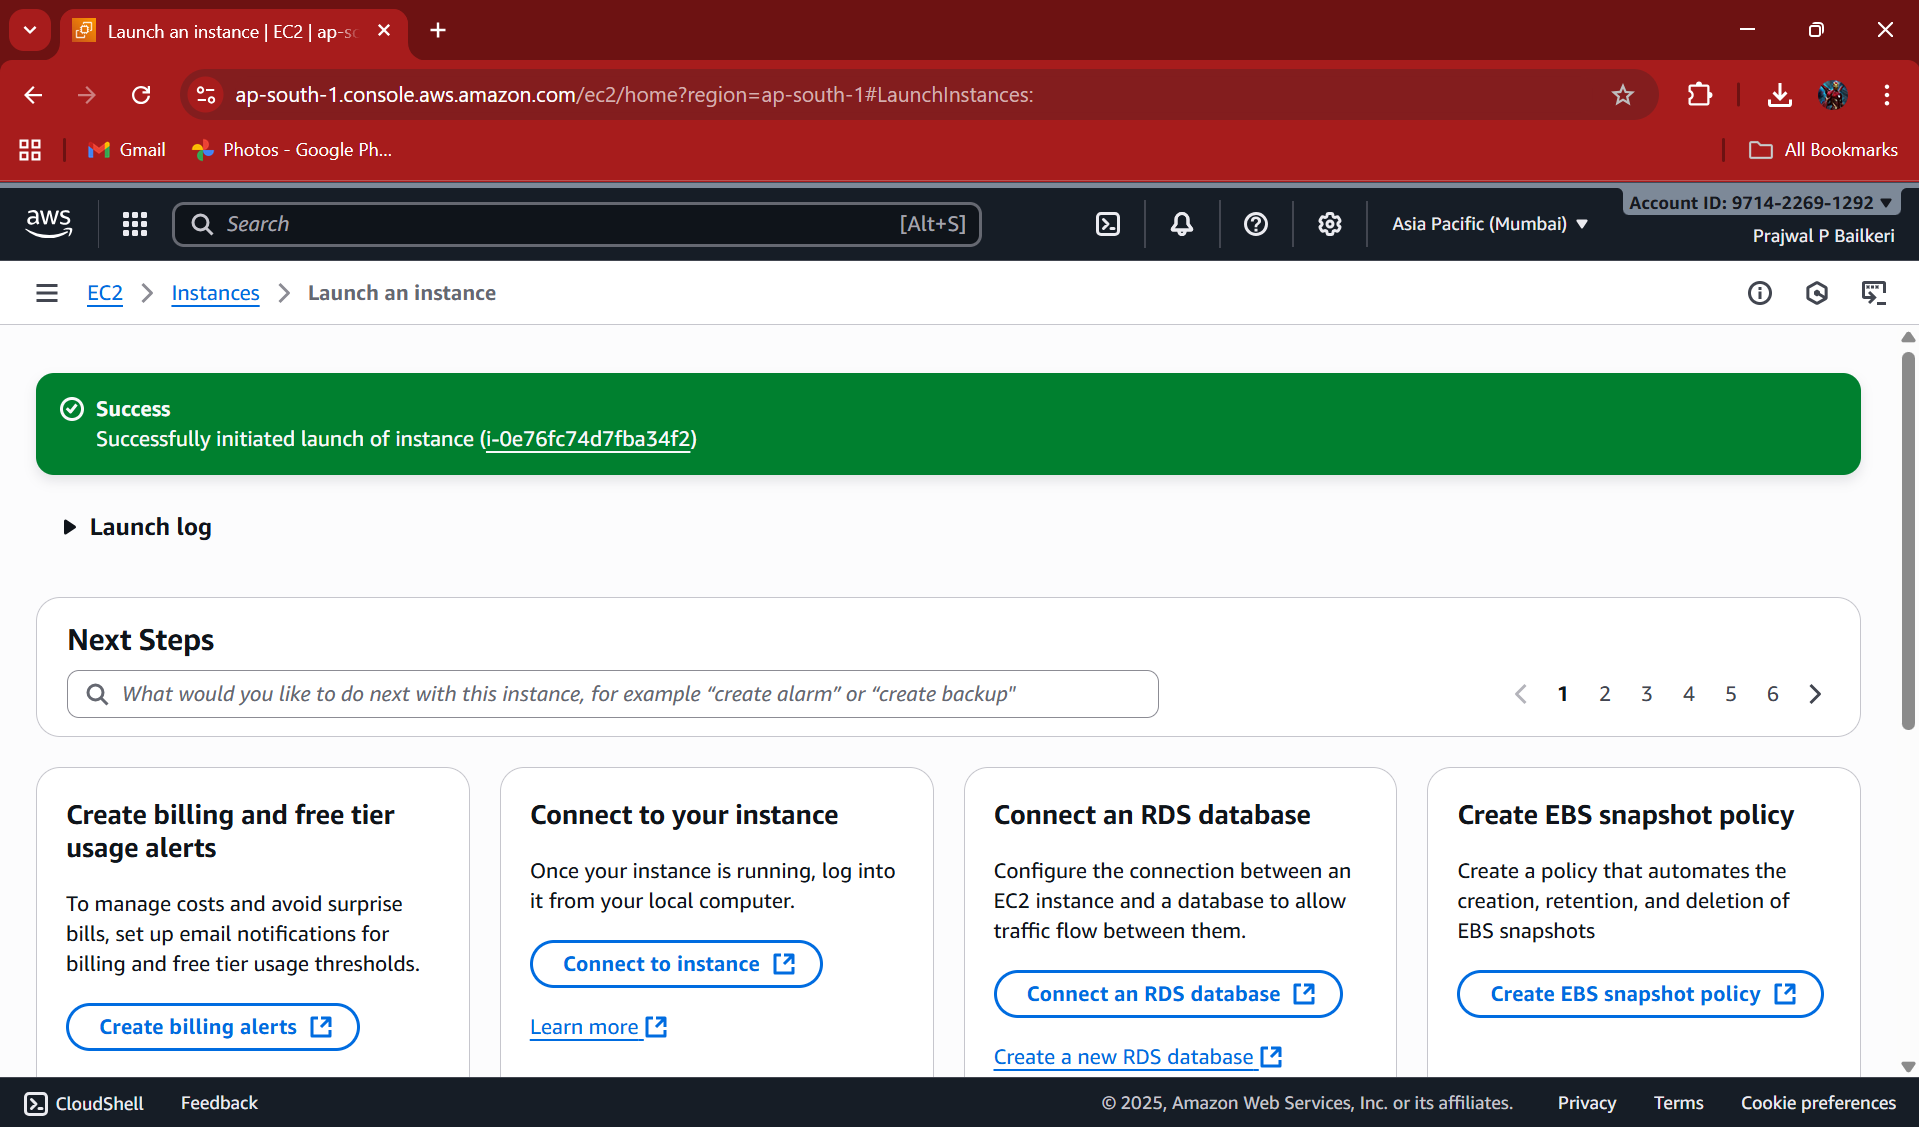 Launch an instance | EC2 | ap-so
ap-south-1.console.aws.amazon.com/ec2/home?region=ap-south-1#LaunchInstances:
Gmail
Photos - Google Ph...
All Bookmarks
aws
Search
[Alt+S]
Asia Pacific (Mumbai)
Account ID: 9714-2269-1292
Prajwal P Bailkeri
EC2
Instances
Launch an instance
Success
Successfully initiated launch of instance (i-0e76fc74d7fba34f2)
Launch log
Next Steps
What would you like to do next with this instance, for example “create alarm” or “create backup"
1 2 3 4 5 6
Create billing and free tier
usage alerts
To manage costs and avoid surprise
bills, set up email notifications for
billing and free tier usage thresholds.
Create billing alerts
Connect to your instance
Once your instance is running, log into
it from your local computer.
Connect to instance
Learn more
Connect an RDS database
Configure the connection between an
EC2 instance and a database to allow
traffic flow between them.
Connect an RDS database
Create a new RDS database
Create EBS snapshot policy
Create a policy that automates the
creation, retention, and deletion of
EBS snapshots
Create EBS snapshot policy
CloudShell
Feedback
© 2025, Amazon Web Services, Inc. or its affiliates.
Privacy
Terms
Cookie preferences